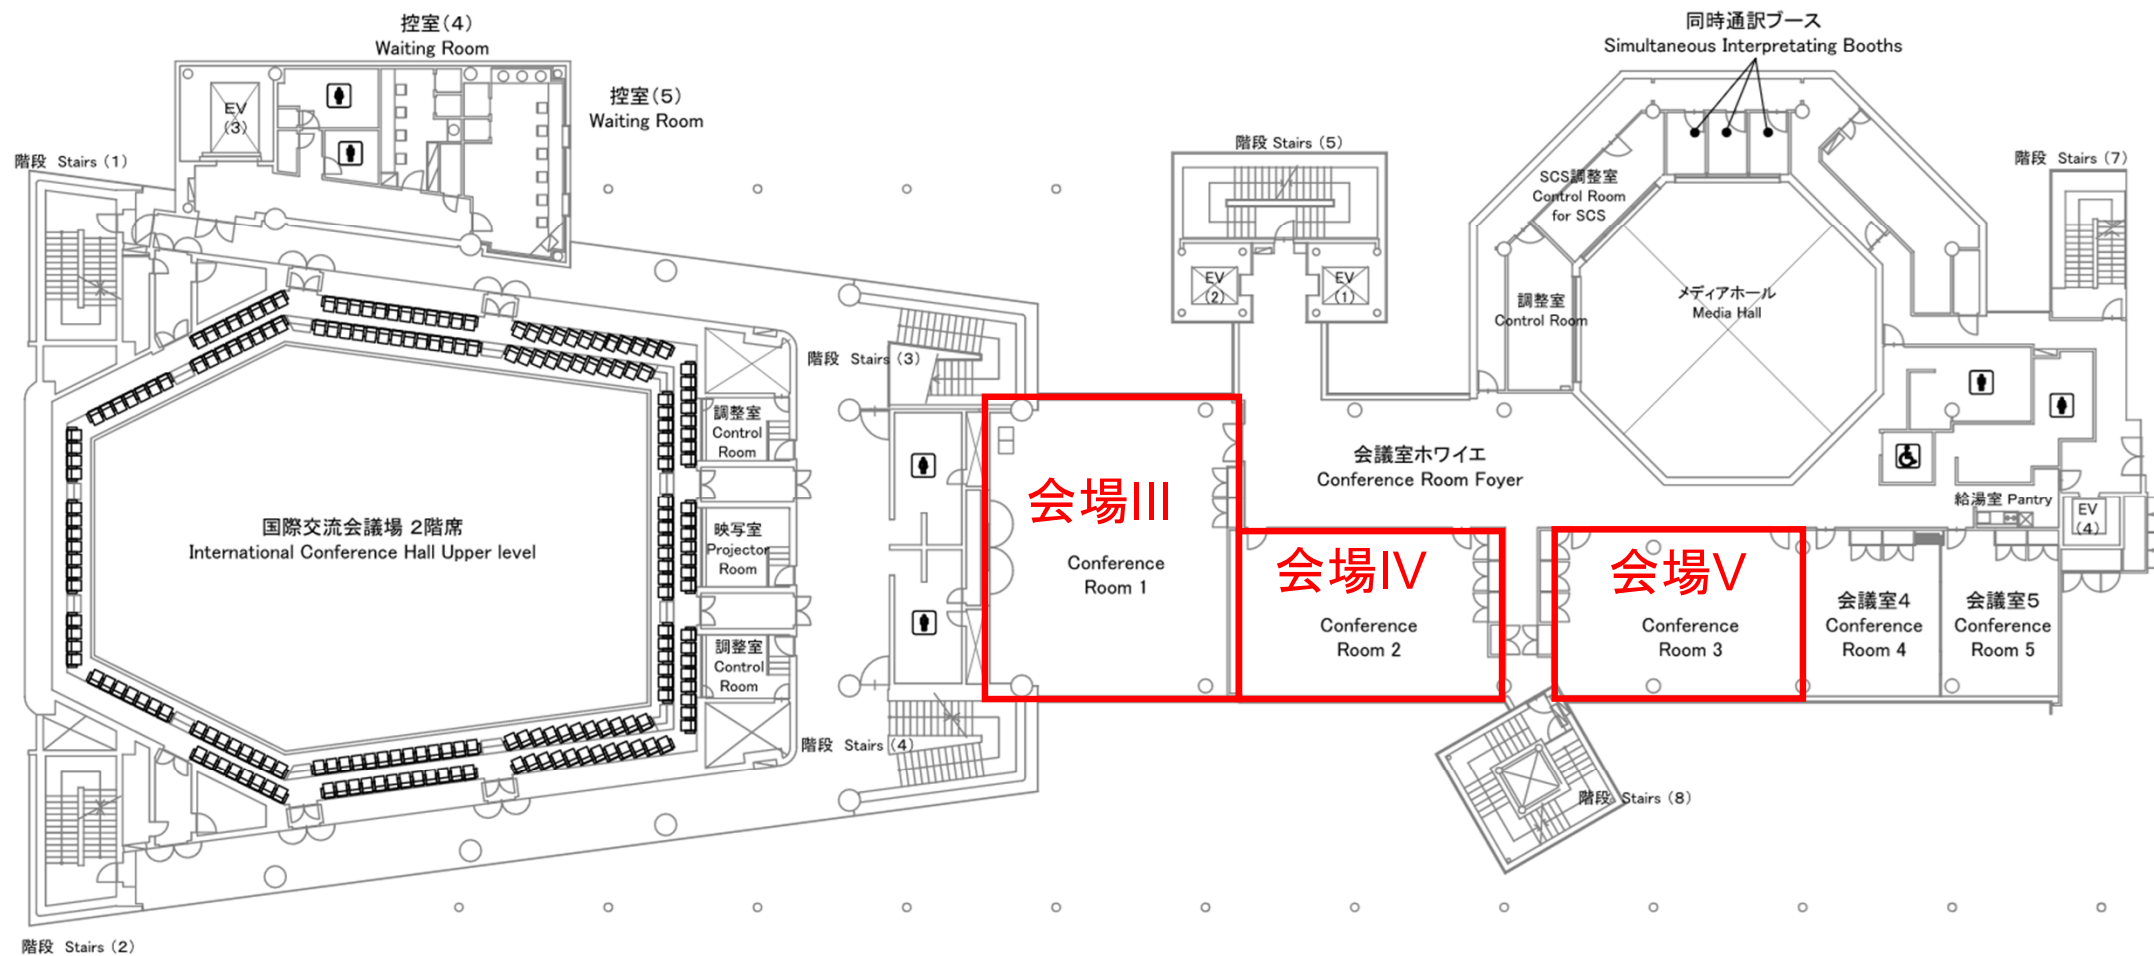 控室(4)
Waiting Room
控室(5)
Waiting Room
EV
(3)
階段 Stairs (1)
同時通訳ブース
Simultaneous Interpretating Booths
階段 Stairs (5)
階段 Stairs (7)
SCS調整室
Control Room
for SCS
EV
(2)
EV
(1)
調整室
Control Room
メディアホール
Media Hall
階段 Stairs (3)
調整室
Control
Room
会議室ホワイエ
Conference Room Foyer
会場III
Conference
Room 1
給湯室 Pantry
EV
(4)
国際交流会議場 2階席
International Conference Hall Upper level
映写室
Projector
Room
会場IV
Conference
Room 2
会場V
Conference
Room 3
会議室4
Conference
Room 4
会議室5
Conference
Room 5
調整室
Control
Room
階段 Stairs (4)
階段 Stairs (8)
階段 Stairs (2)